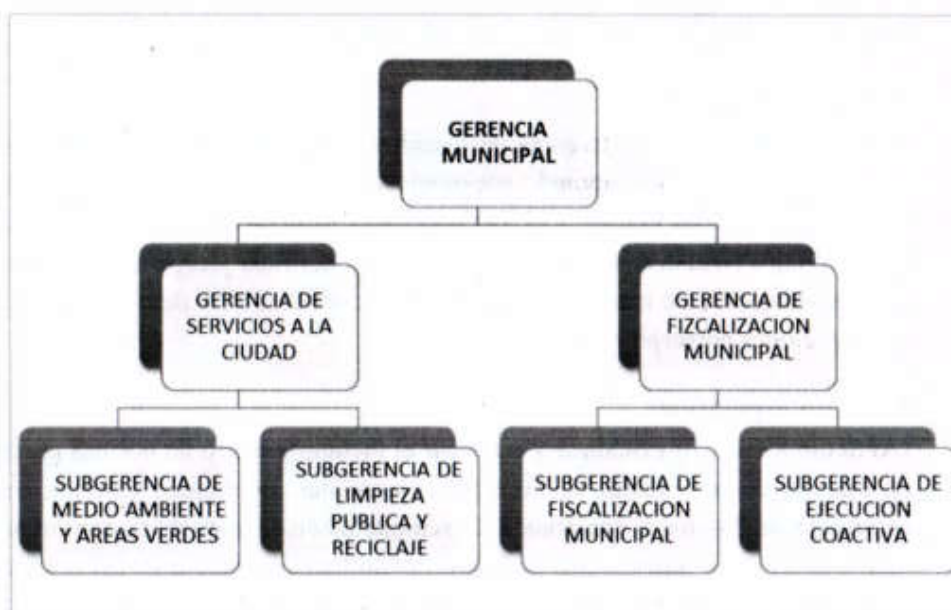 GERENCIA
MUNICIPAL
GERENCIA DE
SERVICIOS A LA
CIUDAD
GERENCIA DE
FIZCALIZACION
MUNICIPAL
SUBGERENCIA DE
MEDIO AMBIENTE
Y AREAS VERDES
SUBGERENCIA DE
LIMPIEZA
PUBLICA Y
RECICLAJE
SUBGERENCIA DE
FISCALIZACION
MUNICIPAL
SUBGERENCIA DE
EJECUCION
COACTIVA